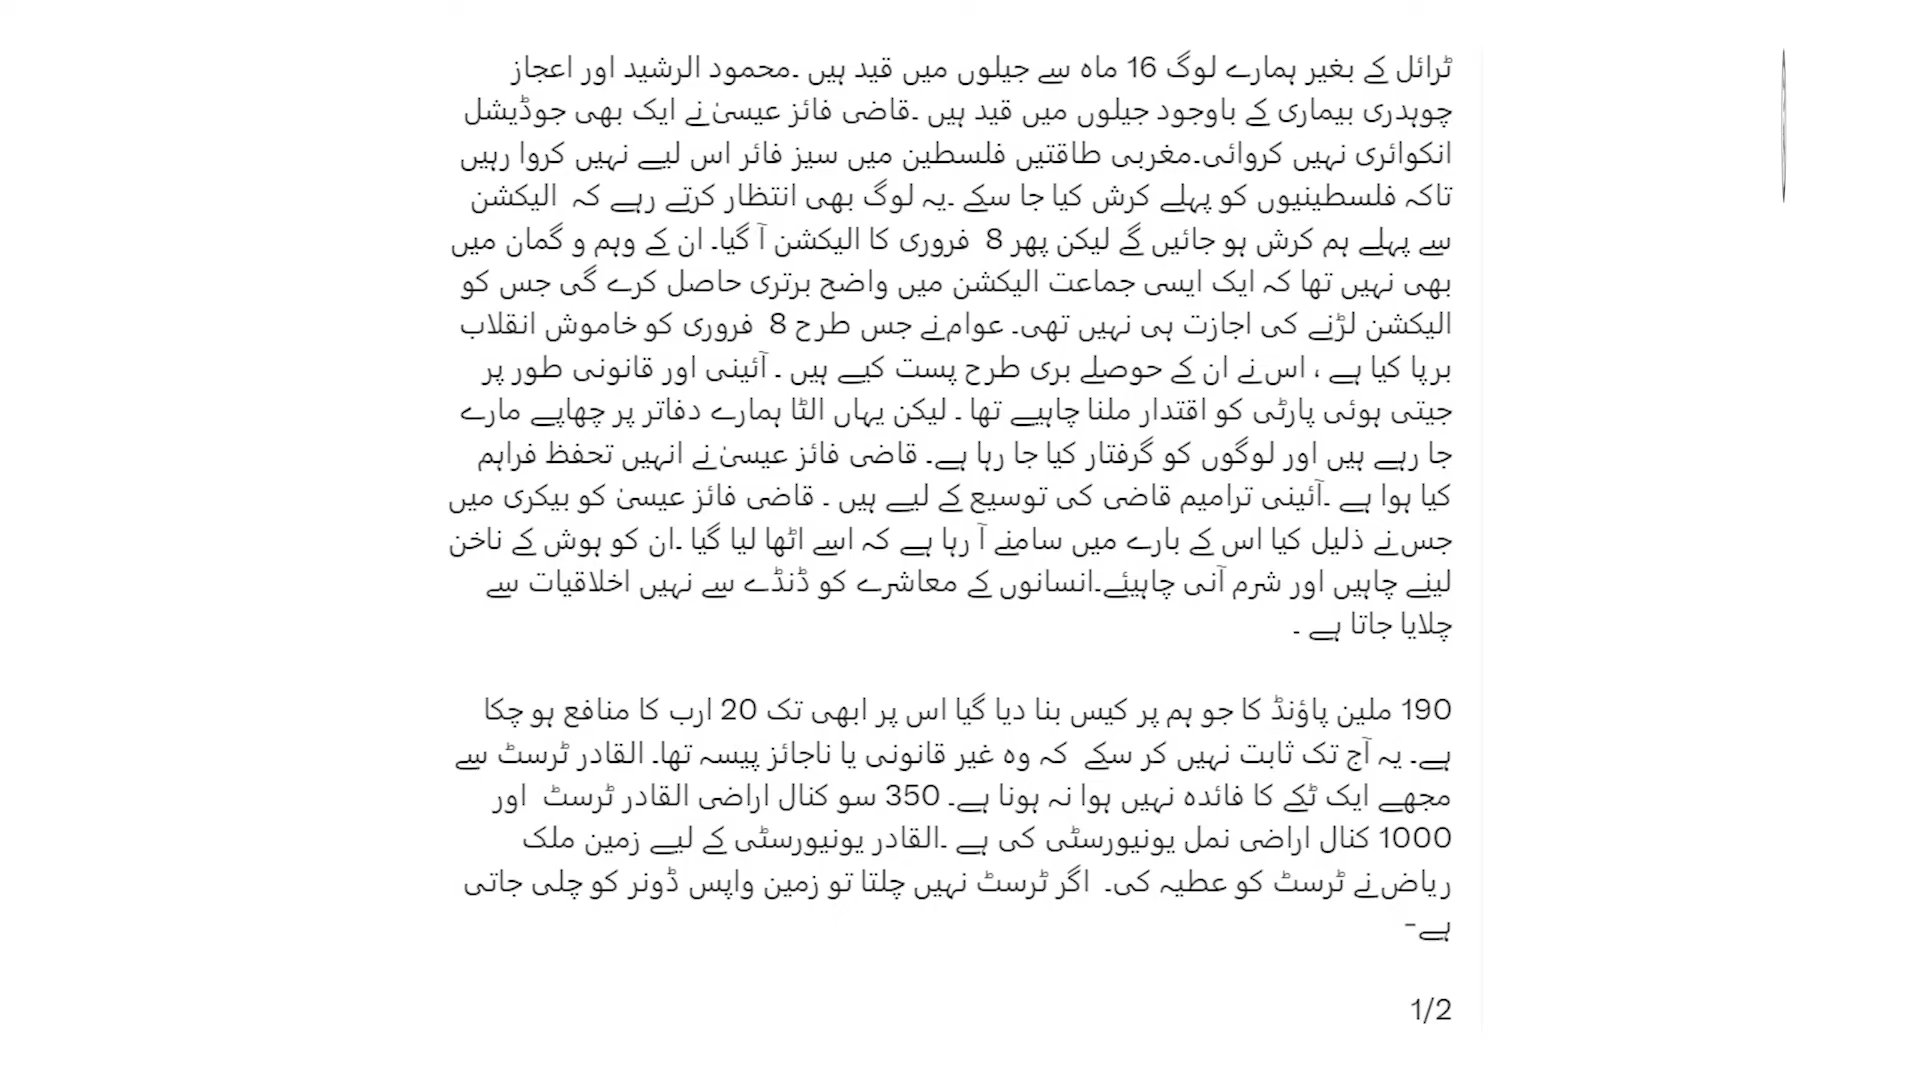 ٹرائل کے بغیر ہمارے لوگ 16 ماہ سے جیلوں میں قید ہیں ۔محمود الرشید اور اعجاز
چوہدری بیماری کے باوجود جیلوں میں قید ہیں ۔قاضی فائز عیسیٰ نے ایک بھی جوڈیشل
انکوائری نہیں کروائی۔مغربی طاقتیں فلسطین میں سیز فائر اس لیے نہیں کروا رہیں
تاکہ فلسطینیوں کو پہلے کرش کیا جا سکے ۔یہ لوگ بھی انتظار کرتے رہے کہ الیکشن
سے پہلے ہم کرش ہو جائیں گے لیکن پھر 8 فروری کا الیکشن آ گیا۔ ان کے وہم و گمان میں
بھی نہیں تھا کہ ایک ایسی جماعت الیکشن میں واضح برتری حاصل کرے گی جس کو
الیکشن لڑنے کی اجازت ہی نہیں تھی۔ عوام نے جس طرح 8 فروری کو خاموش انقلاب
برپا کیا ہے ، اس نے ان کے حوصلے بری طرح پست کیے ہیں ۔ آئینی اور قانونی طور پر
جیتی ہوئی پارٹی کو اقتدار ملنا چاہیے تھا ۔ لیکن یہاں الٹا ہمارے دفاتر پر چھاپے مارے
جا رہے ہیں اور لوگوں کو گرفتار کیا جا رہا ہے۔ قاضی فائز عیسیٰ نے انہیں تحفظ فراہم
کیا ہوا ہے ۔آئینی ترامیم قاضی کی توسیع کے لیے ہیں ۔ قاضی فائز عیسیٰ کو بیکری میں
جس نے ذلیل کیا اس کے بارے میں سامنے آ رہا ہے کہ اسے اٹھا لیا گیا ۔ان کو ہوش کے ناخن
لینے چاہیں اور شرم آنی چاہیئے۔انسانوں کے معاشرے کو ڈنڈے سے نہیں اخلاقیات سے
چلایا جاتا ہے ۔
190 ملین پاؤنڈ کا جو ہم پر کیس بنا دیا گیا اس پر ابھی تک 20 ارب کا منافع ہو چکا
ہے۔ یہ آج تک ثابت نہیں کر سکے کہ وہ غیر قانونی یا ناجائز پیسہ تھا۔ القادر ٹرسٹ سے
مجھے ایک ٹکے کا فائدہ نہیں ہوا نہ ہونا ہے۔ 350 سو کنال اراضی القادر ٹرسٹ اور
1000 کنال اراضی نمل یونیورسٹی کی ہے ۔القادر یونیورسٹی کے لیے زمین ملک
ریاض نے ٹرسٹ کو عطیہ کی۔ اگر ٹرسٹ نہیں چلتا تو زمین واپس ڈونر کو چلی جاتی
ہے-
1/2